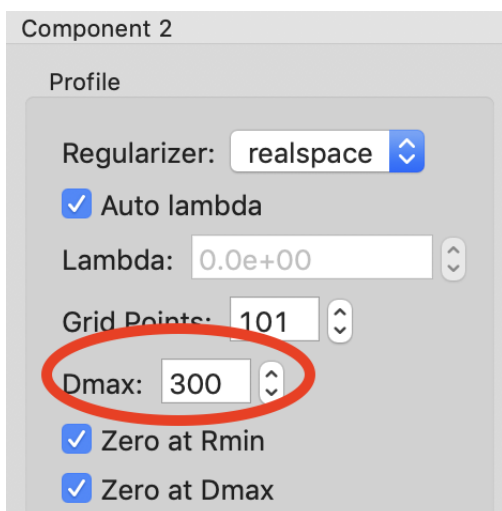 Component 2
Profile
Regularizer: realspace
Auto lambda
Lambda: 0.0e+00
Grid Points: 101
Dmax: 300
Zero at Rmin
Zero at Dmax